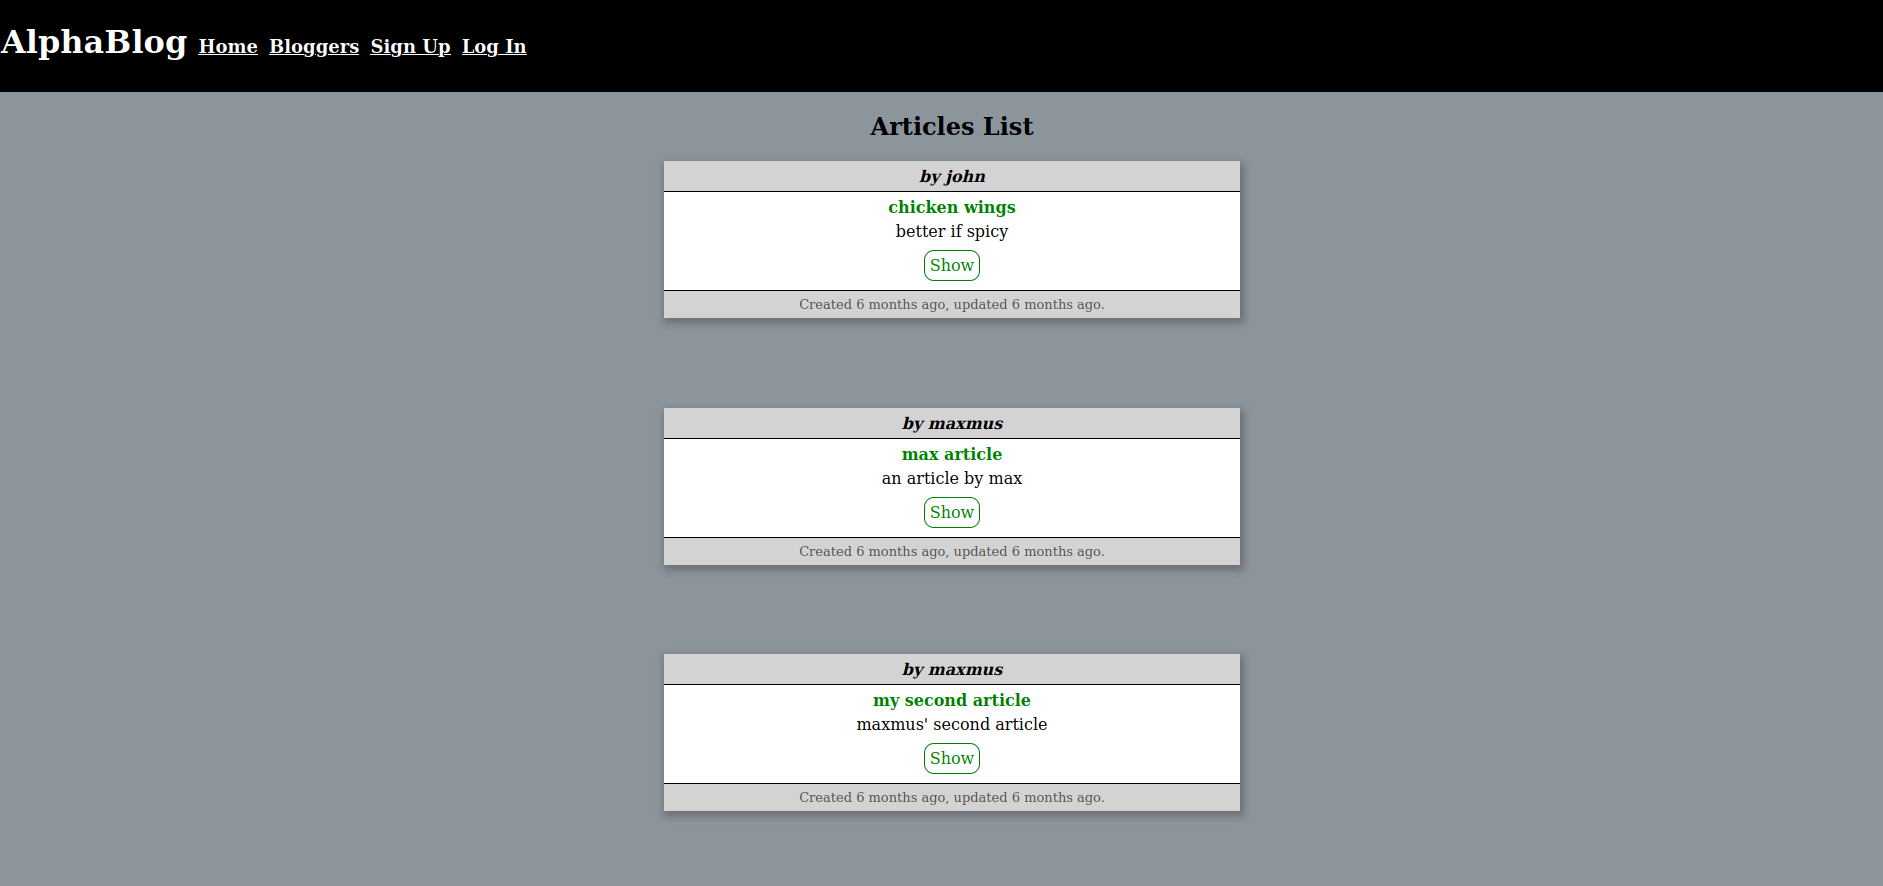 AlphaBlog Home Bloggers Sign Up Log In
Articles List
by john
chicken wings
better if spicy
Show
Created 6 months ago, updated 6 months ago.
by maxmus
max article
an article by max
Show
Created 6 months ago, updated 6 months ago.
by maxmus
my second article
maxmus' second article
Show
Created 6 months ago, updated 6 months ago.